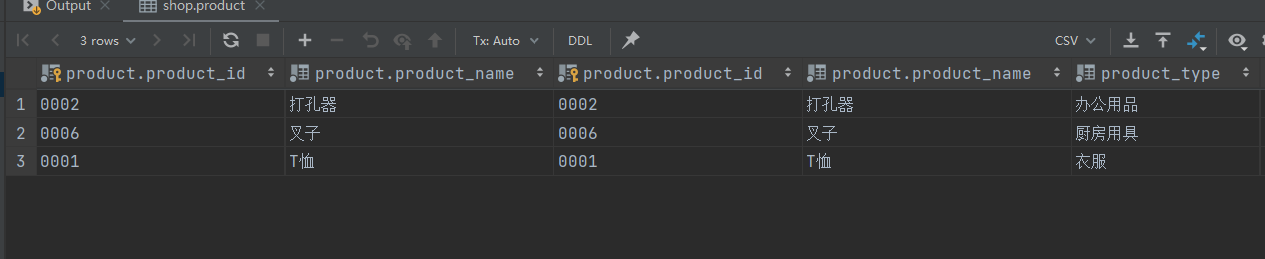 Output shop.product
3 rows Tx: Auto DDL CSV
product.product_id product.product_name product.product_id product.product_name product_type
1 0002 打孔器 0002 打孔器 办公用品
2 0006 叉子 0006 叉子 厨房用具
3 0001 T恤 0001 T恤 衣服